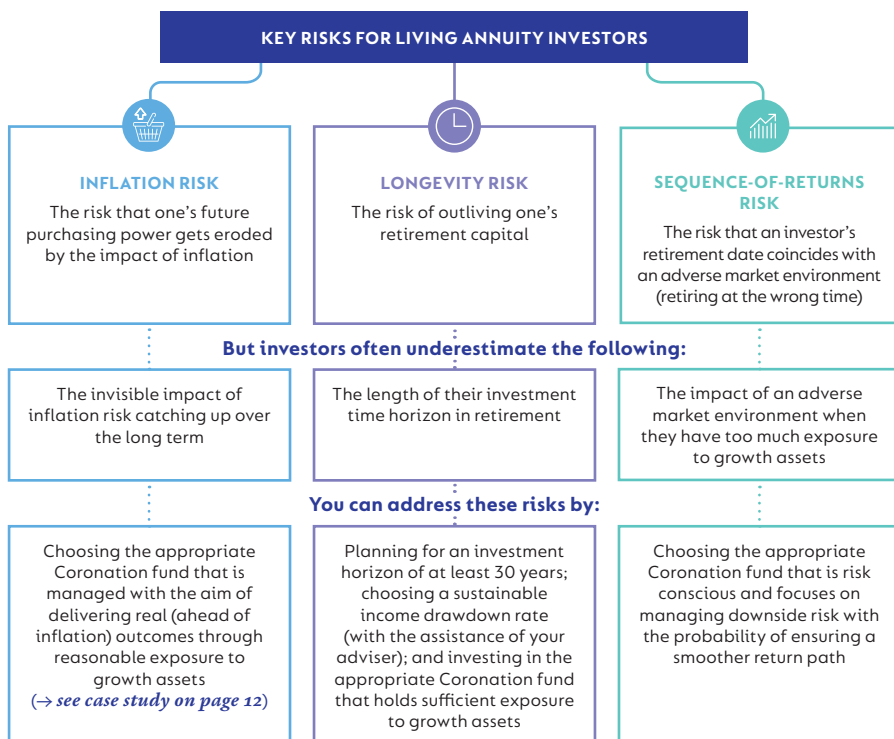 KEY RISKS FOR LIVING ANNUITY INVESTORS
INFLATION RISK
The risk that one’s future
purchasing power gets eroded
by the impact of inflation
LONGEVITY RISK
The risk of outliving one’s
retirement capital
SEQUENCE-OF-RETURNS
RISK
The risk that an investor’s
retirement date coincides with
an adverse market environment
(retiring at the wrong time)
But investors often underestimate the following:
The invisible impact of
inflation risk catching up over
the long term
The length of their investment
time horizon in retirement
The impact of an adverse
market environment when
they have too much exposure
to growth assets
You can address these risks by:
Choosing the appropriate
Coronation fund that is
managed with the aim of
delivering real (ahead of
inflation) outcomes through
reasonable exposure to
growth assets
(→ see case study on page 12)
Planning for an investment
horizon of at least 30 years;
choosing a sustainable
income drawdown rate
(with the assistance of your
adviser); and investing in the
appropriate Coronation fund
that holds sufficient exposure
to growth assets
Choosing the appropriate
Coronation fund that is risk
conscious and focuses on
managing downside risk with
the probability of ensuring a
smoother return path